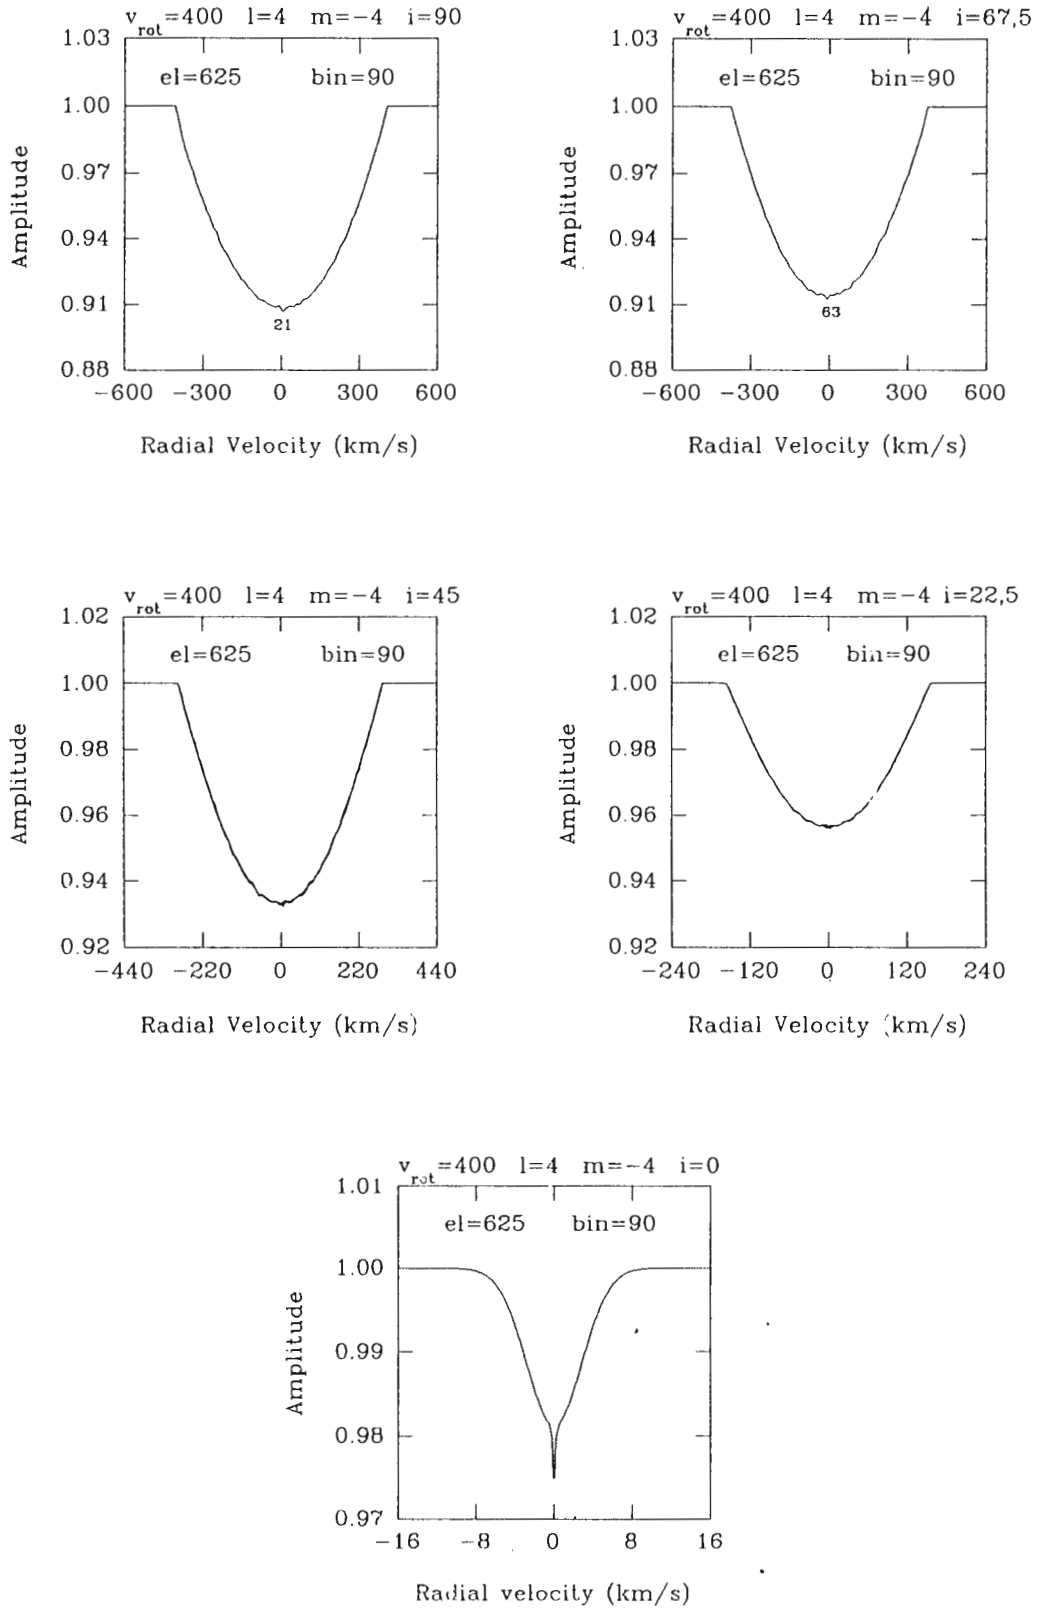 v_rot=400 l=4 m=−4 i=90
1.03
el=625 bin=90
1.00
0.97
0.94
0.91
0.88
Amplitude
21
−600 −300 0 300 600
Radial Velocity (km/s)
v_rot=400 l=4 m=−4 i=67,5
1.03
el=625 bin=90
1.00
0.97
0.94
0.91
0.88
Amplitude
63
−600 −300 0 300 600
Radial Velocity (km/s)
v_rot=400 l=4 m=−4 i=45
1.02
el=625 bin=90
1.00
0.98
0.96
0.94
0.92
Amplitude
−440 −220 0 220 440
Radial Velocity (km/s)
v_rot=400 l=4 m=−4 i=22,5
1.02
el=625 bin=90
1.00
0.98
0.96
0.94
0.92
Amplitude
−240 −120 0 120 240
Radial Velocity (km/s)
v_rot=400 l=4 m=−4 i=0
1.01
el=625 bin=90
1.00
0.99
0.98
0.97
Amplitude
−16 −8 0 8 16
Radial velocity (km/s)